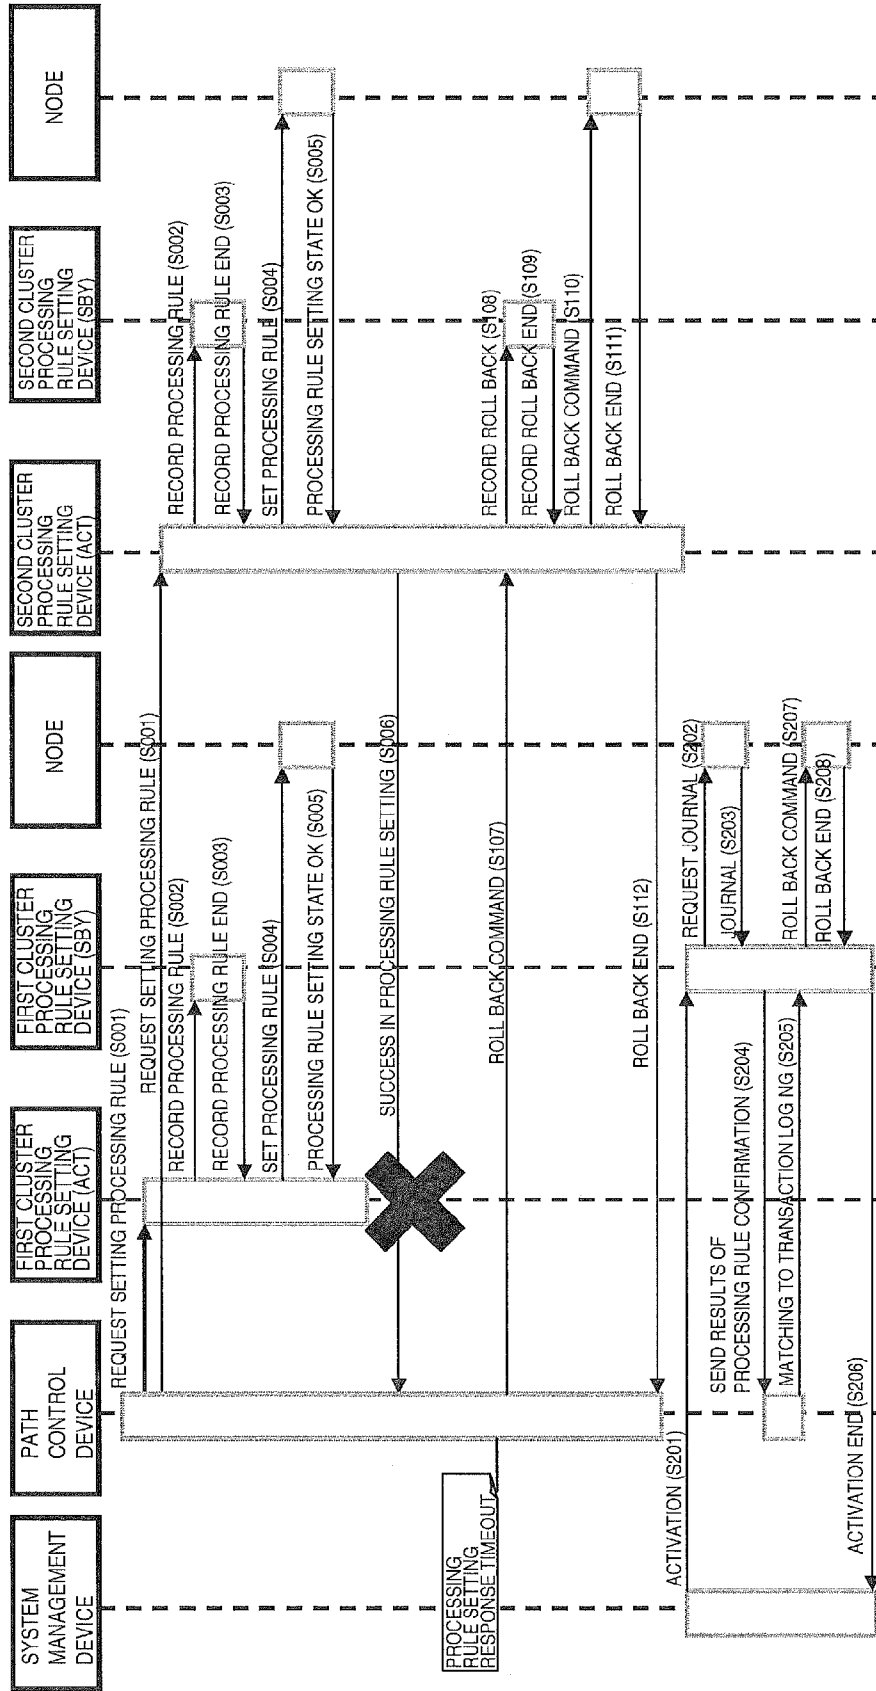 SYSTEM
MANAGEMENT
DEVICE
PATH
CONTROL
DEVICE
FIRST CLUSTER
PROCESSING
RULE SETTING
DEVICE (ACT)
FIRST CLUSTER
PROCESSING
RULE SETTING
DEVICE (SBY)
NODE
SECOND CLUSTER
PROCESSING
RULE SETTING
DEVICE (ACT)
SECOND CLUSTER
PROCESSING
RULE SETTING
DEVICE (SBY)
NODE
REQUEST SETTING PROCESSING RULE (S001)
REQUEST SETTING PROCESSING RULE (S001)
RECORD PROCESSING RULE (S002)
RECORD PROCESSING RULE END (S003)
SET PROCESSING RULE (S004)
PROCESSING RULE SETTING STATE OK (S005)
RECORD PROCESSING RULE (S002)
RECORD PROCESSING RULE END (S003)
SET PROCESSING RULE (S004)
PROCESSING RULE SETTING STATE OK (S005)
SUCCESS IN PROCESSING RULE SETTING (S006)
PROCESSING
RULE SETTING
RESPONSE TIMEOUT
ROLL BACK COMMAND (S107)
RECORD ROLL BACK (S108)
RECORD ROLL BACK END (S109)
ROLL BACK COMMAND (S110)
ROLL BACK END (S111)
ROLL BACK END (S112)
ACTIVATION (S201)
REQUEST JOURNAL (S202)
JOURNAL (S203)
SEND RESULTS OF
PROCESSING RULE CONFIRMATION (S204)
MATCHING TO TRANSACTION LOG NG (S205)
ROLL BACK COMMAND (S207)
ROLL BACK END (S208)
ACTIVATION END (S206)